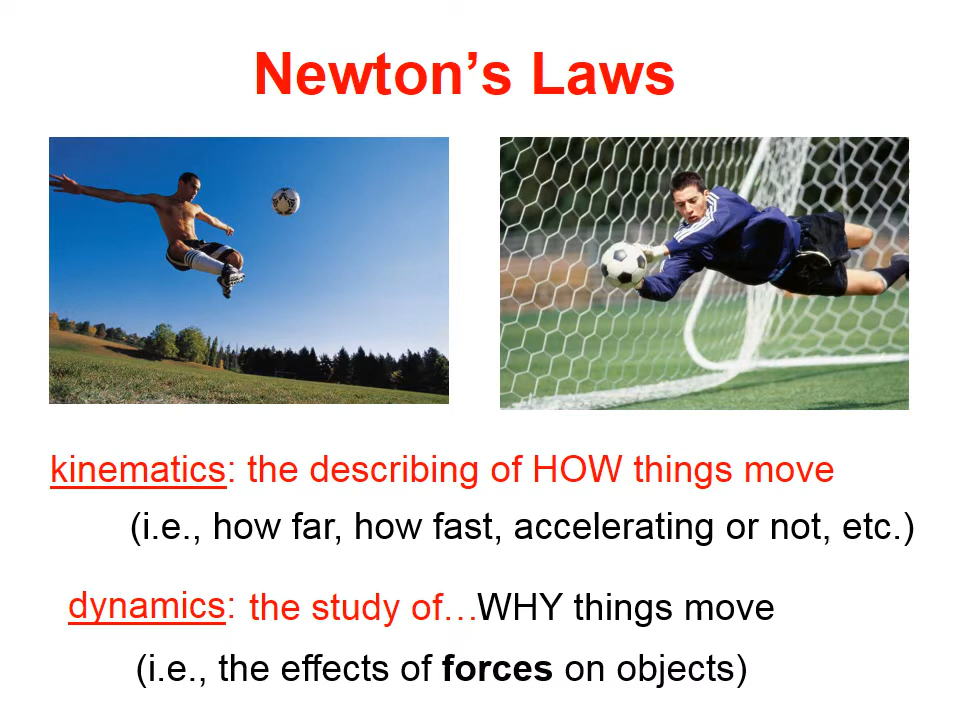 Newton’s Laws
kinematics: the describing of HOW things move
(i.e., how far, how fast, accelerating or not, etc.)
dynamics: the study of…WHY things move
(i.e., the effects of forces on objects)